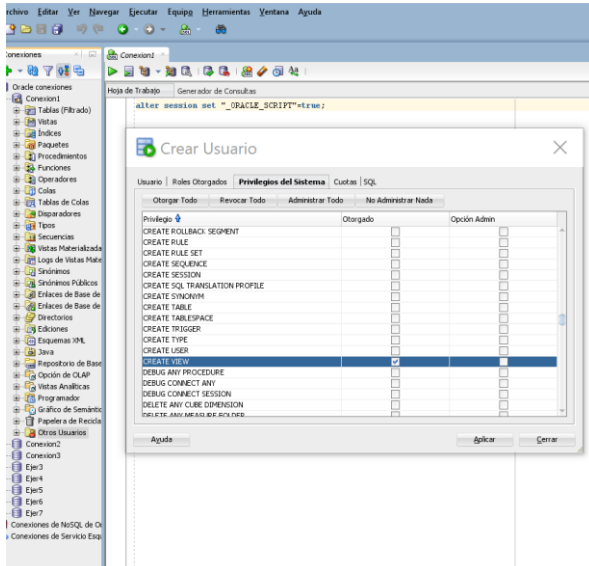 rchivo Editar Ver Navegar Ejecutar Equipo Herramientas Ventana Ayuda
Conexiones
Conexion1
Oracle conexiones
Conexion1
Tablas (Filtrado)
Vistas
Índices
Paquetes
Procedimientos
Funciones
Operadores
Colas
Tablas de Colas
Disparadores
Tipos
Secuencias
Vistas Materializada
Logs de Vistas Mate
Sinónimos
Sinónimos Públicos
Enlaces de Base de
Enlaces de Base de
Directorios
Ediciones
Esquemas XML
Java
Repositorio de Base
Opción de OLAP
Vistas Analíticas
Programador
Gráfico de Semántic
Papelera de Recicla
Otros Usuarios
Conexion2
Conexion3
Ejer3
Ejer4
Ejer5
Ejer6
Ejer7
Conexiones de NoSQL de Or
Conexiones de Servicio Esqu
Hoja de Trabajo Generador de Consultas
alter session set "_ORACLE_SCRIPT"=true;
Crear Usuario
Usuario Roles Otorgados Privilegios del Sistema Cuotas SQL
Otorgar Todo Revocar Todo Administrar Todo No Administrar Nada
Privilegio Otorgado Opción Admin
CREATE ROLLBACK SEGMENT
CREATE RULE
CREATE RULE SET
CREATE SEQUENCE
CREATE SESSION
CREATE SQL TRANSLATION PROFILE
CREATE SYNONYM
CREATE TABLE
CREATE TABLESPACE
CREATE TRIGGER
CREATE TYPE
CREATE USER
CREATE VIEW
DEBUG ANY PROCEDURE
DEBUG CONNECT ANY
DEBUG CONNECT SESSION
DELETE ANY CUBE DIMENSION
DELETE ANY MEASURE FOLDER
Ayuda Aplicar Cerrar